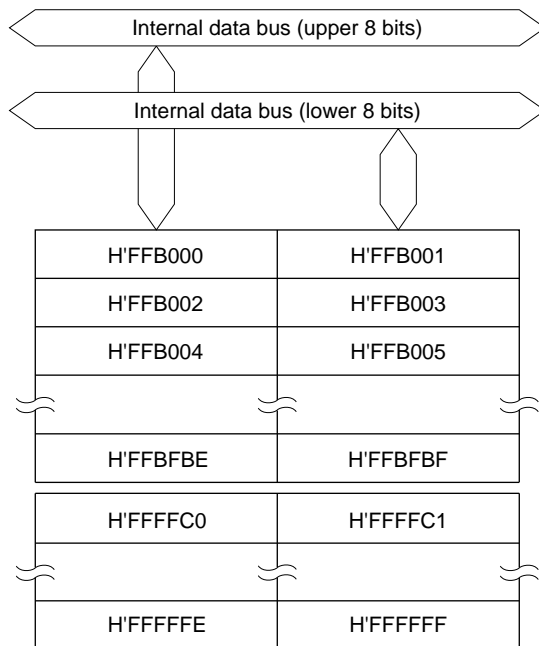 Internal data bus (upper 8 bits)
Internal data bus (lower 8 bits)
H'FFB000 H'FFB001
H'FFB002 H'FFB003
H'FFB004 H'FFB005
H'FFBFBE H'FFBFBF
H'FFFFC0 H'FFFFC1
H'FFFFFE H'FFFFFF